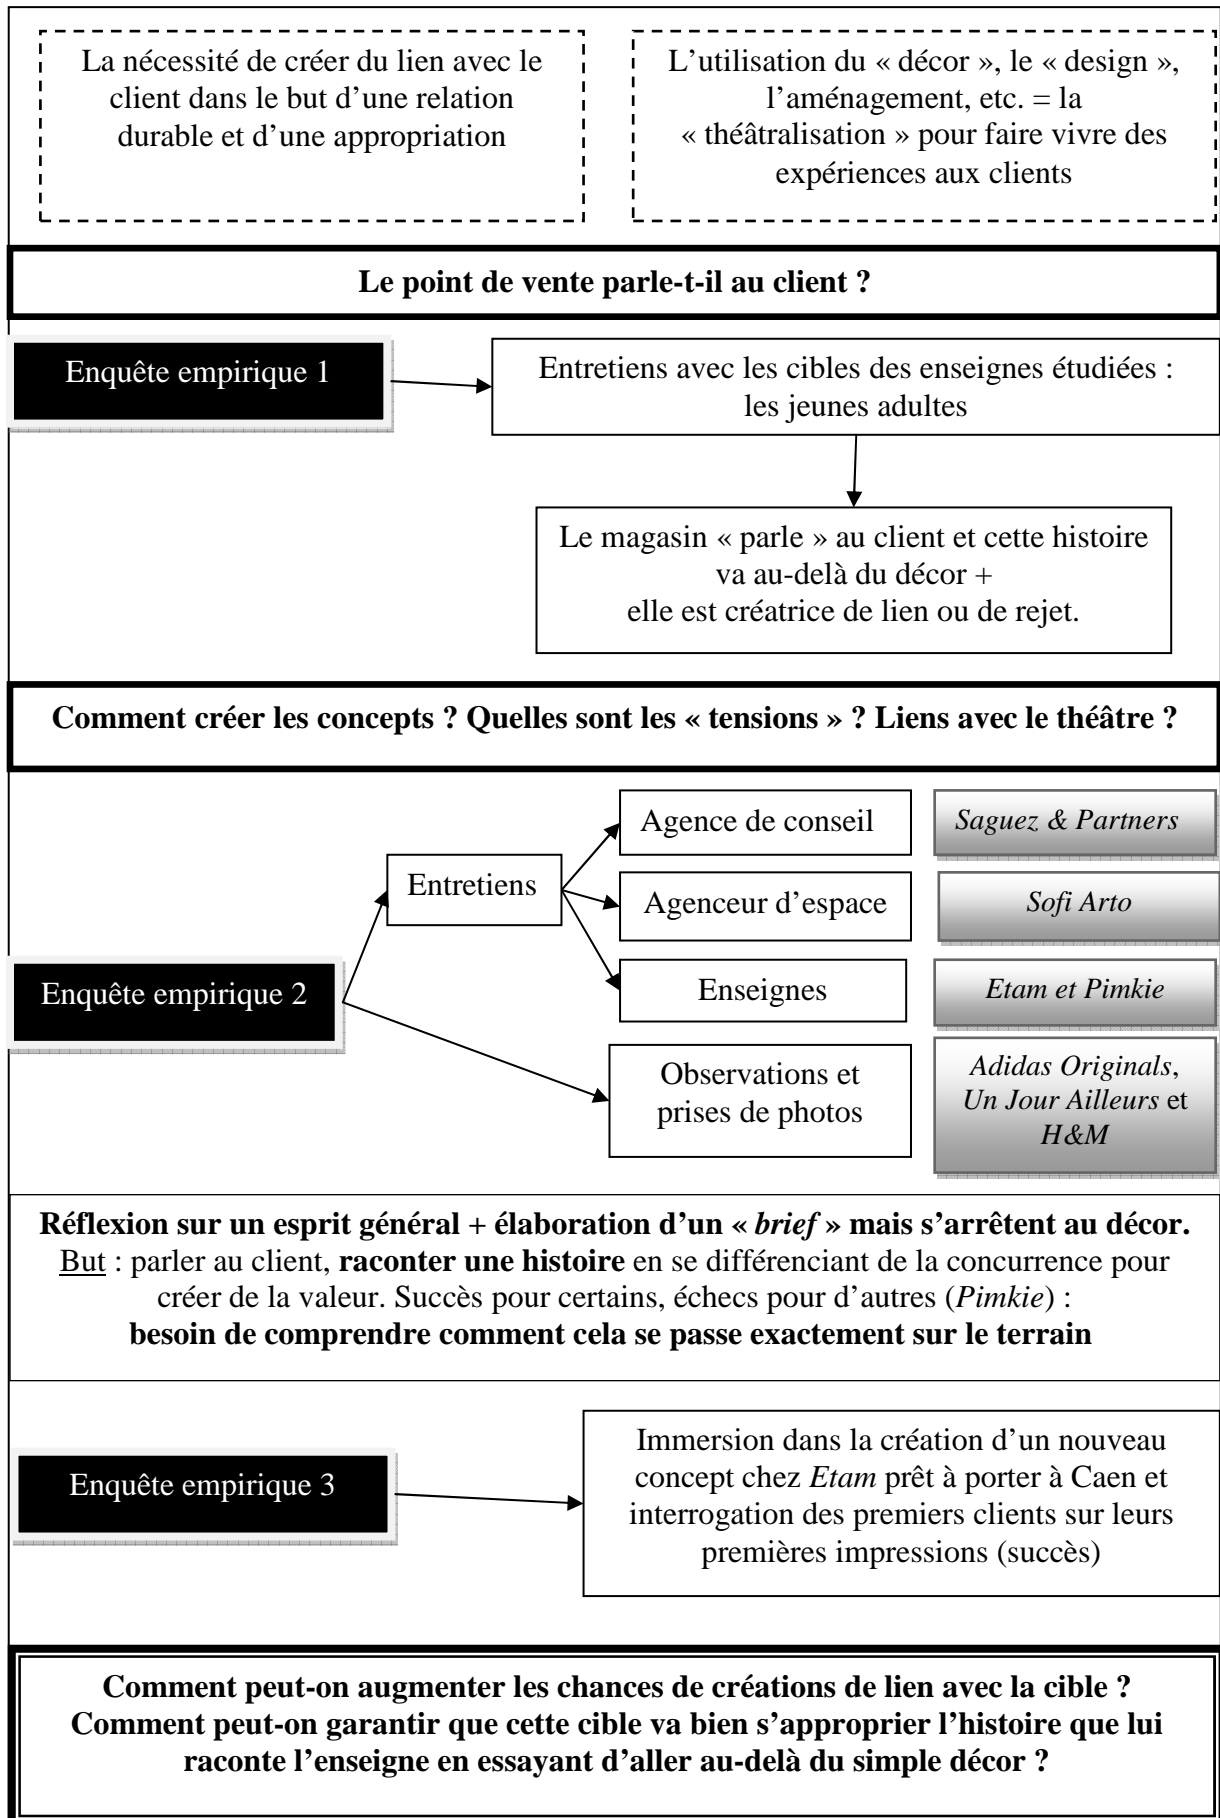 La nécessité de créer du lien avec le
client dans le but d’une relation
durable et d’une appropriation
L’utilisation du « décor », le « design »,
l’aménagement, etc. = la
« théâtralisation » pour faire vivre des
expériences aux clients
Le point de vente parle-t-il au client ?
Enquête empirique 1
Entretiens avec les cibles des enseignes étudiées :
les jeunes adultes
Le magasin « parle » au client et cette histoire
va au-delà du décor +
elle est créatrice de lien ou de rejet.
Comment créer les concepts ? Quelles sont les « tensions » ? Liens avec le théâtre ?
Enquête empirique 2
Entretiens
Agence de conseil
Saguez & Partners
Agenceur d’espace
Sofi Arto
Enseignes
Etam et Pimkie
Observations et
prises de photos
Adidas Originals,
Un Jour Ailleurs et
H&M
Réflexion sur un esprit général + élaboration d’un « brief » mais s’arrêtent au décor.
But : parler au client, raconter une histoire en se différenciant de la concurrence pour
créer de la valeur. Succès pour certains, échecs pour d’autres (Pimkie) :
besoin de comprendre comment cela se passe exactement sur le terrain
Enquête empirique 3
Immersion dans la création d’un nouveau
concept chez Etam prêt à porter à Caen et
interrogation des premiers clients sur leurs
premières impressions (succès)
Comment peut-on augmenter les chances de créations de lien avec la cible ?
Comment peut-on garantir que cette cible va bien s’approprier l’histoire que lui
raconte l’enseigne en essayant d’aller au-delà du simple décor ?